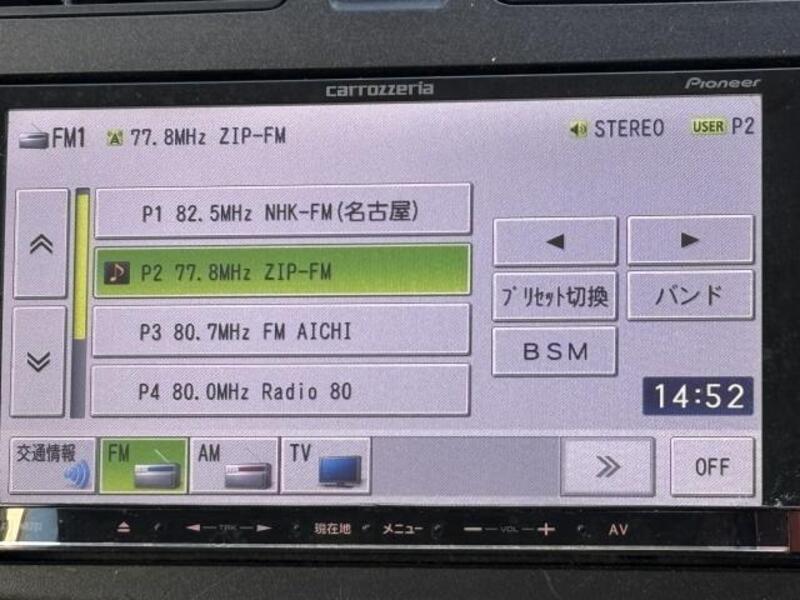 carrozzeria
Pioneer
FM1 A 77.8MHz ZIP-FM STEREO USER P2
P1 82.5MHz NHK-FM(名古屋)
P2 77.8MHz ZIP-FM
P3 80.7MHz FM AICHI
P4 80.0MHz Radio 80
◀ ▶
プリセット切換 バンド
BSM
14:52
交通情報 FM AM TV OFF
TRK 現在地 メニュー − VOL + AV